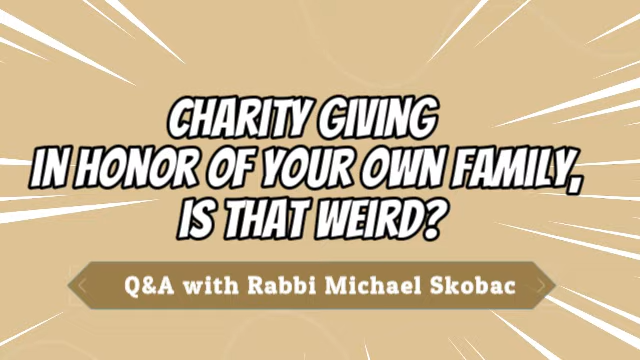 CHARITY GIVING
IN HONOR OF YOUR OWN FAMILY,
IS THAT WEIRD?
Q&A with Rabbi Michael Skobac